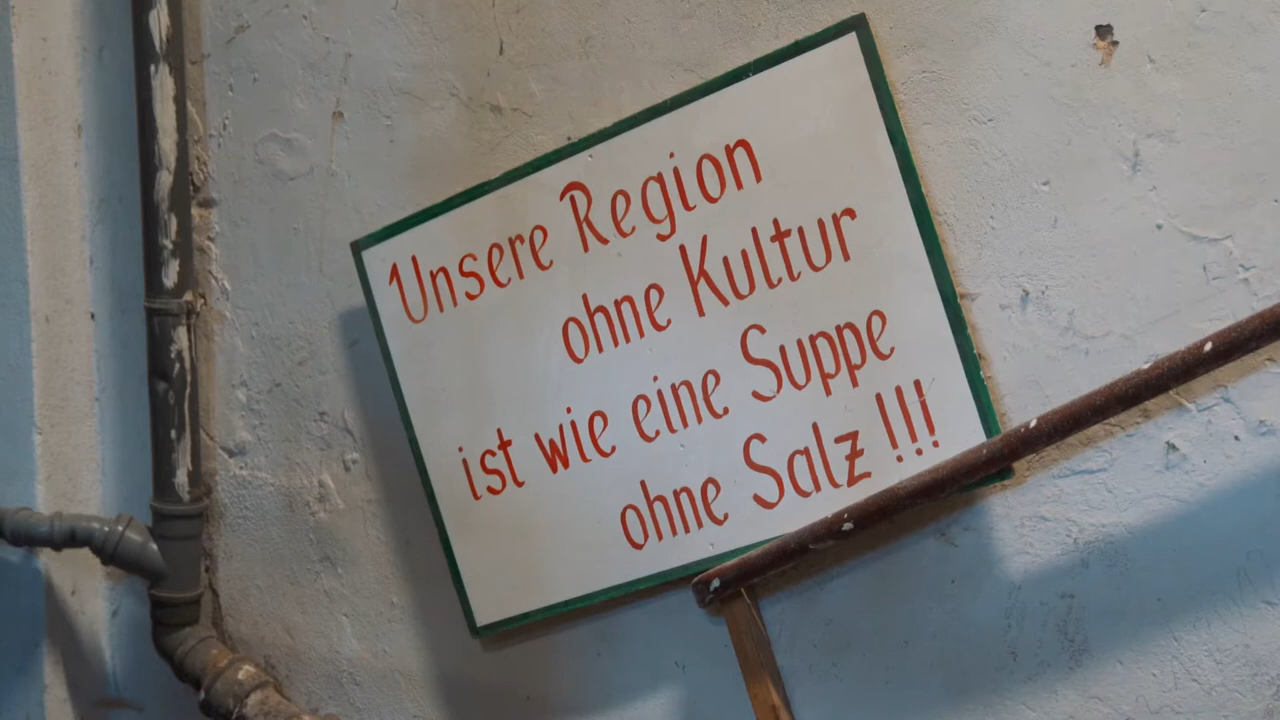 Unsere Region
ohne Kultur
ist wie eine Suppe
ohne Salz !!!